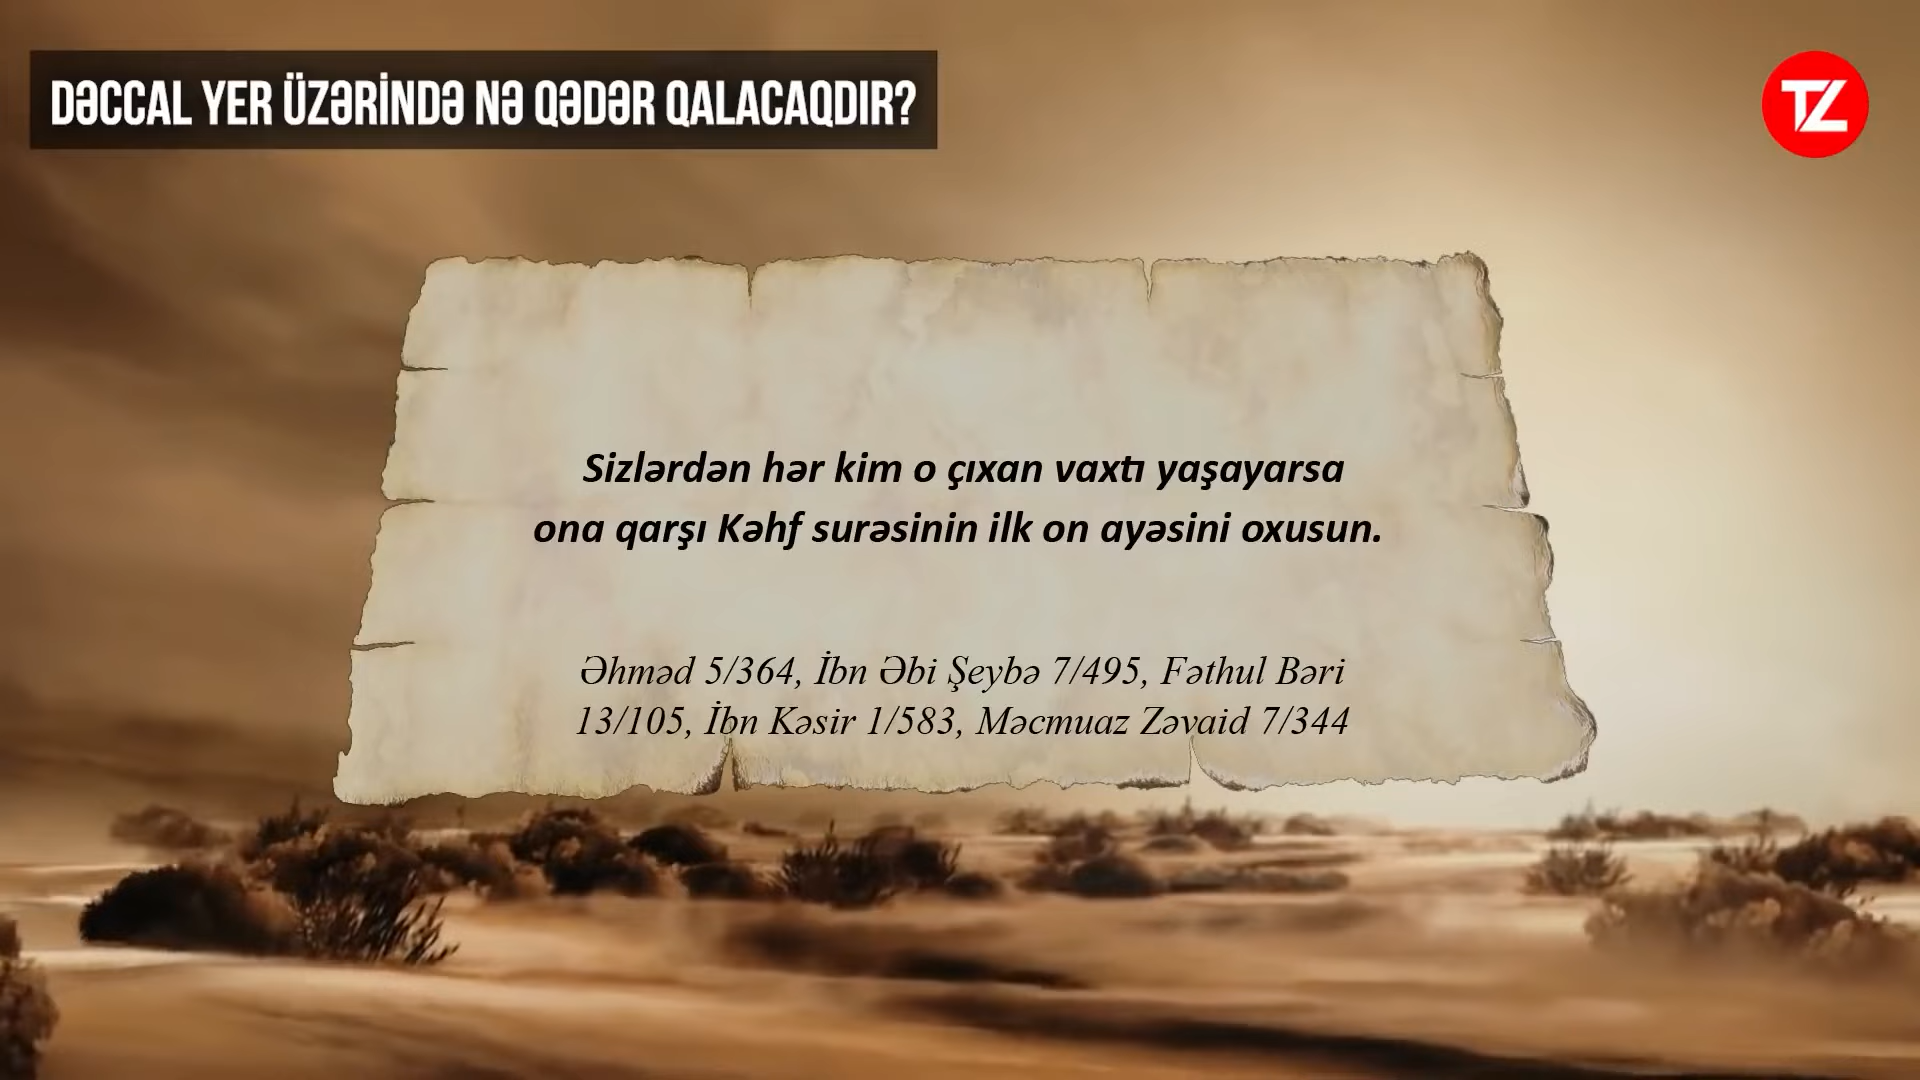 DƏCCAL YER ÜZƏRİNDƏ NƏ QƏDƏR QALACAQDIR?
TZ
Sizlərdən hər kim o çıxan vaxtı yaşayarsa
ona qarşı Kəhf surəsinin ilk on ayəsini oxusun.
Əhməd 5/364, İbn Əbi Şeybə 7/495, Fəthul Bəri
13/105, İbn Kəsir 1/583, Məcmuaz Zəvaid 7/344